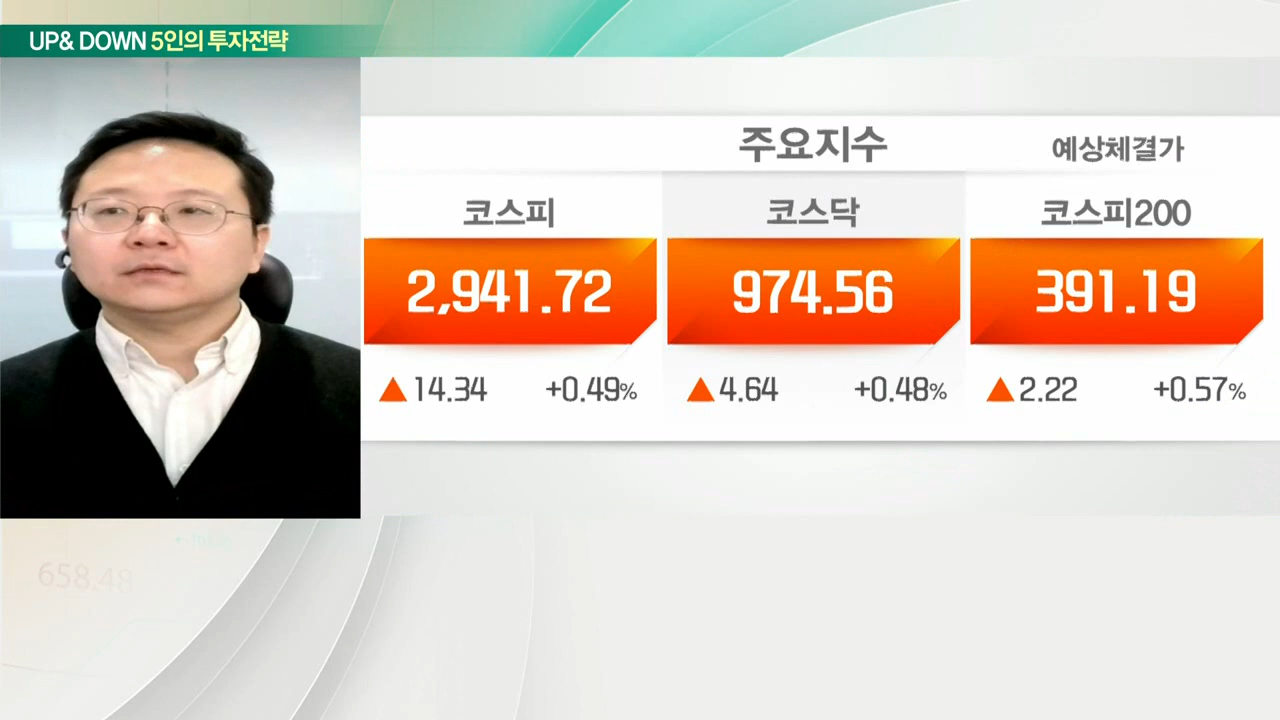 UP& DOWN 5인의 투자전략
주요지수
예상체결가
코스피
코스닥
코스피200
2,941.72
974.56
391.19
▲14.34 +0.49%
▲4.64 +0.48%
▲2.22 +0.57%
658.48